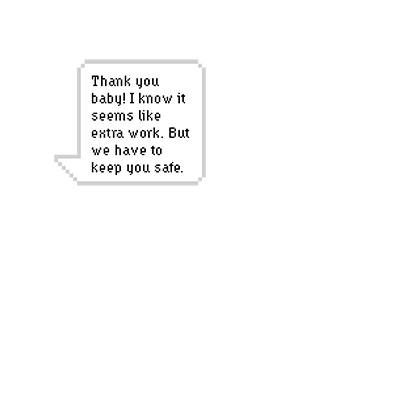 Thank you
baby! I know it
seems like
extra work. But
we have to
keep you safe.